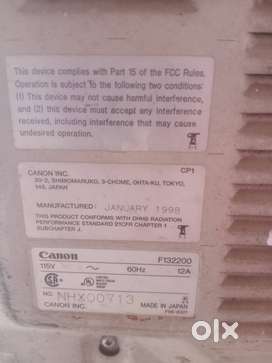 This device complies with Part 15 of the FCC Rules.
Operation is subject to the following two conditions:
(1) This device may not cause harmful interference,
and (2) this device must accept any interference
received, including interference that may cause
undesired operation.
CP1
CANON INC.
30-2, SHIMOMARUKO, 3-CHOME, OHTA-KU, TOKYO,
146, JAPAN
MANUFACTURED: JANUARY 1998
THIS PRODUCT CONFORMS WITH DHHS RADIATION
PERFORMANCE STANDARD 21CFR CHAPTER 1
SUBCHAPTER J.
Canon F132200
115V 60Hz 12A
NO. NHX00713
CANON INC. MADE IN JAPAN
olx